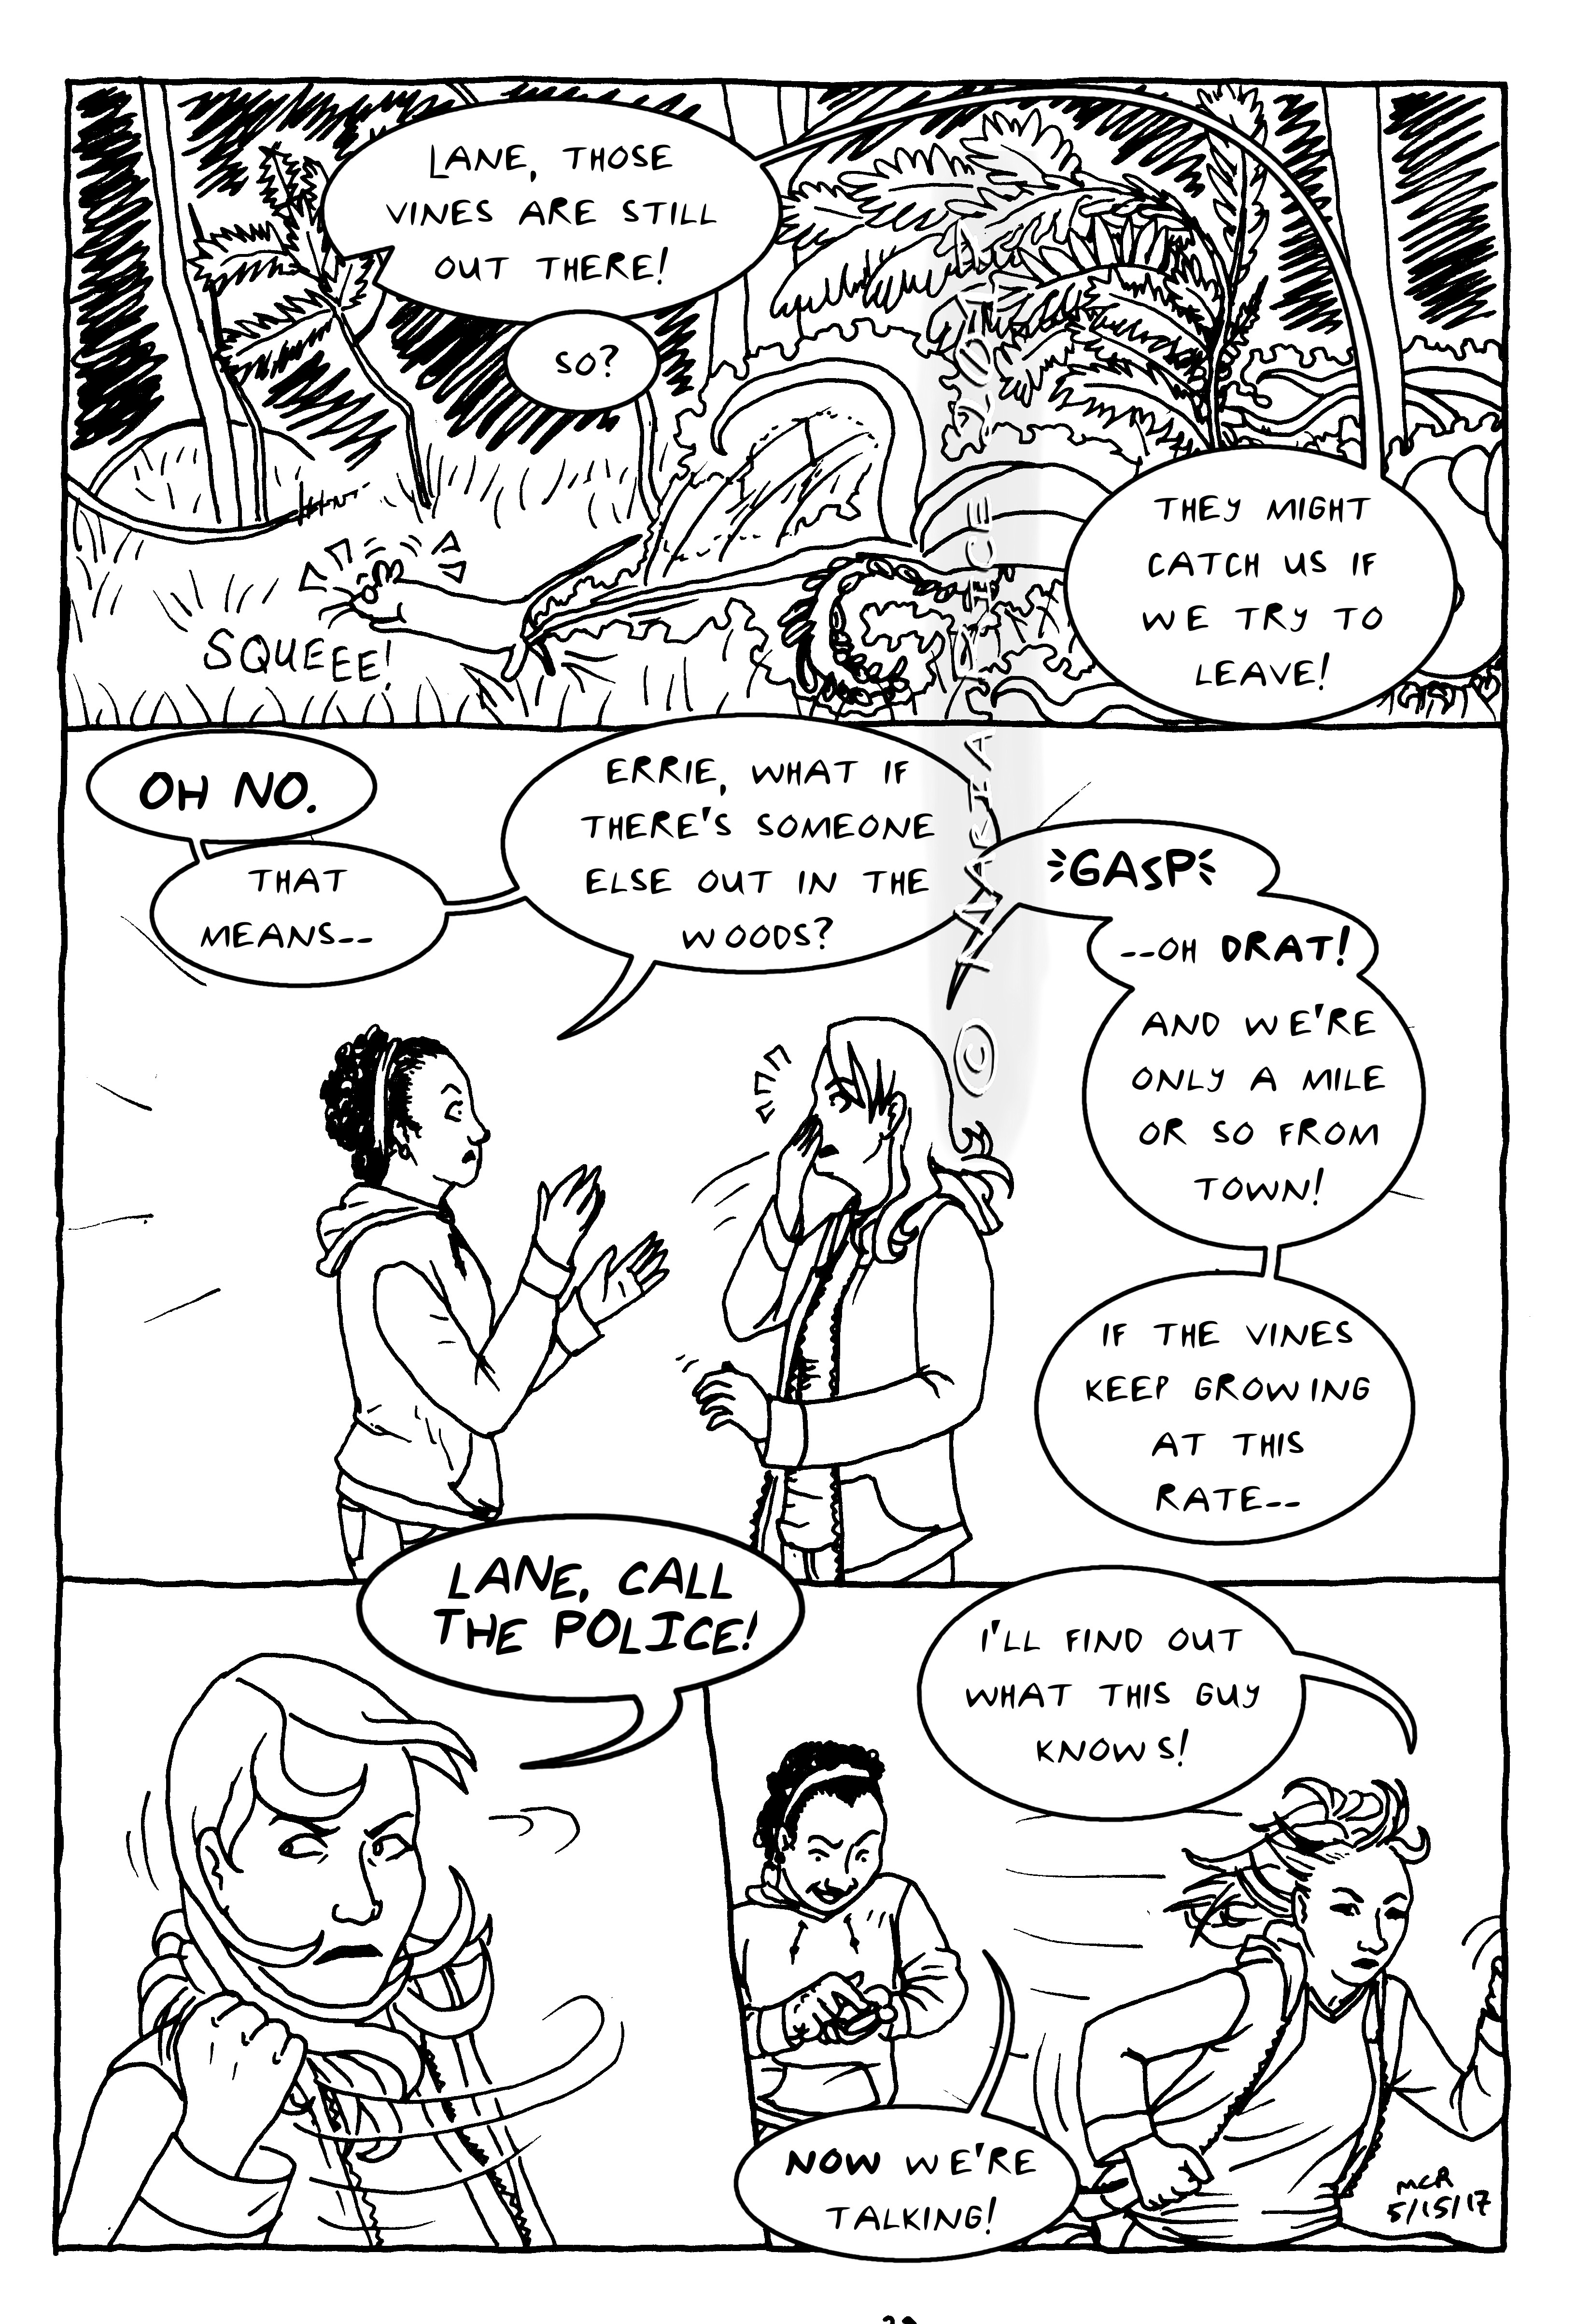 LANE, THOSE
VINES ARE STILL
OUT THERE!
SO?
THEY MIGHT
CATCH US IF
WE TRY TO
LEAVE!
SQUEEE!
OH NO.
THAT
MEANS--
ERRIE, WHAT IF
THERE'S SOMEONE
ELSE OUT IN THE
WOODS?
GASP
--OH DRAT!
AND WE'RE
ONLY A MILE
OR SO FROM
TOWN!
IF THE VINES
KEEP GROWING
AT THIS
RATE--
LANE, CALL
THE POLICE!
I'LL FIND OUT
WHAT THIS GUY
KNOWS!
NOW WE'RE
TALKING!
MCR
5/15/17